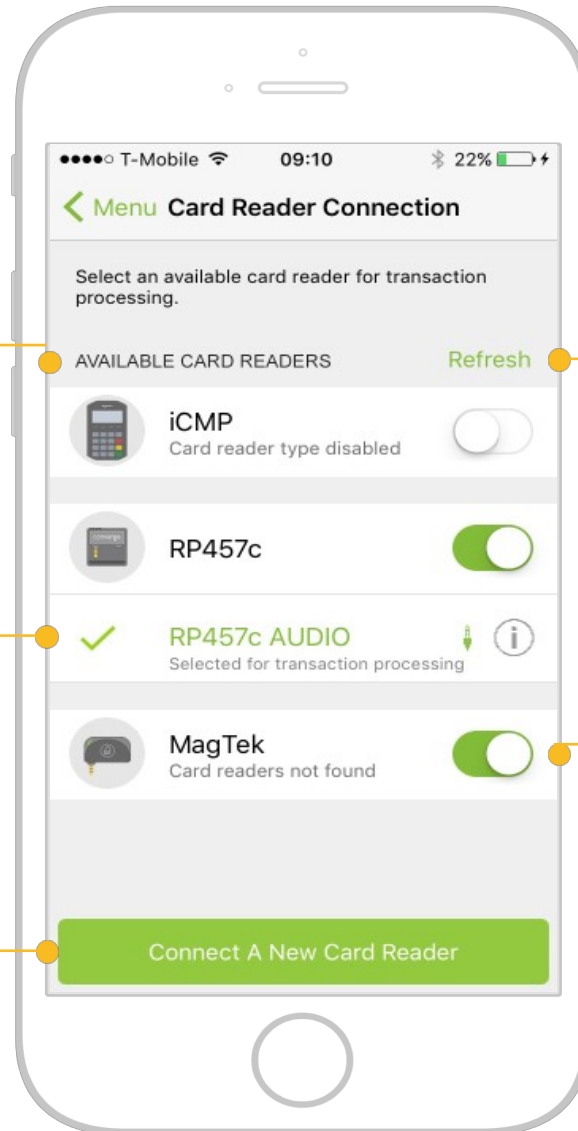 T-Mobile 09:10 22%
Menu Card Reader Connection
Select an available card reader for transaction
processing.
AVAILABLE CARD READERS Refresh
iCMP
Card reader type disabled
RP457c
RP457c AUDIO
Selected for transaction processing
MagTek
Card readers not found
Connect A New Card Reader